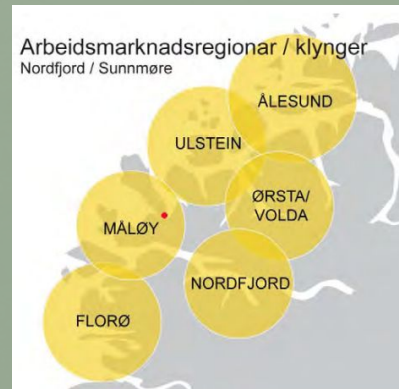 Arbeidsmarknadsregionar / klynger
Nordfjord / Sunnmøre
ÅLESUND
ULSTEIN
ØRSTA/
VOLDA
MÅLØY
NORDFJORD
FLORØ